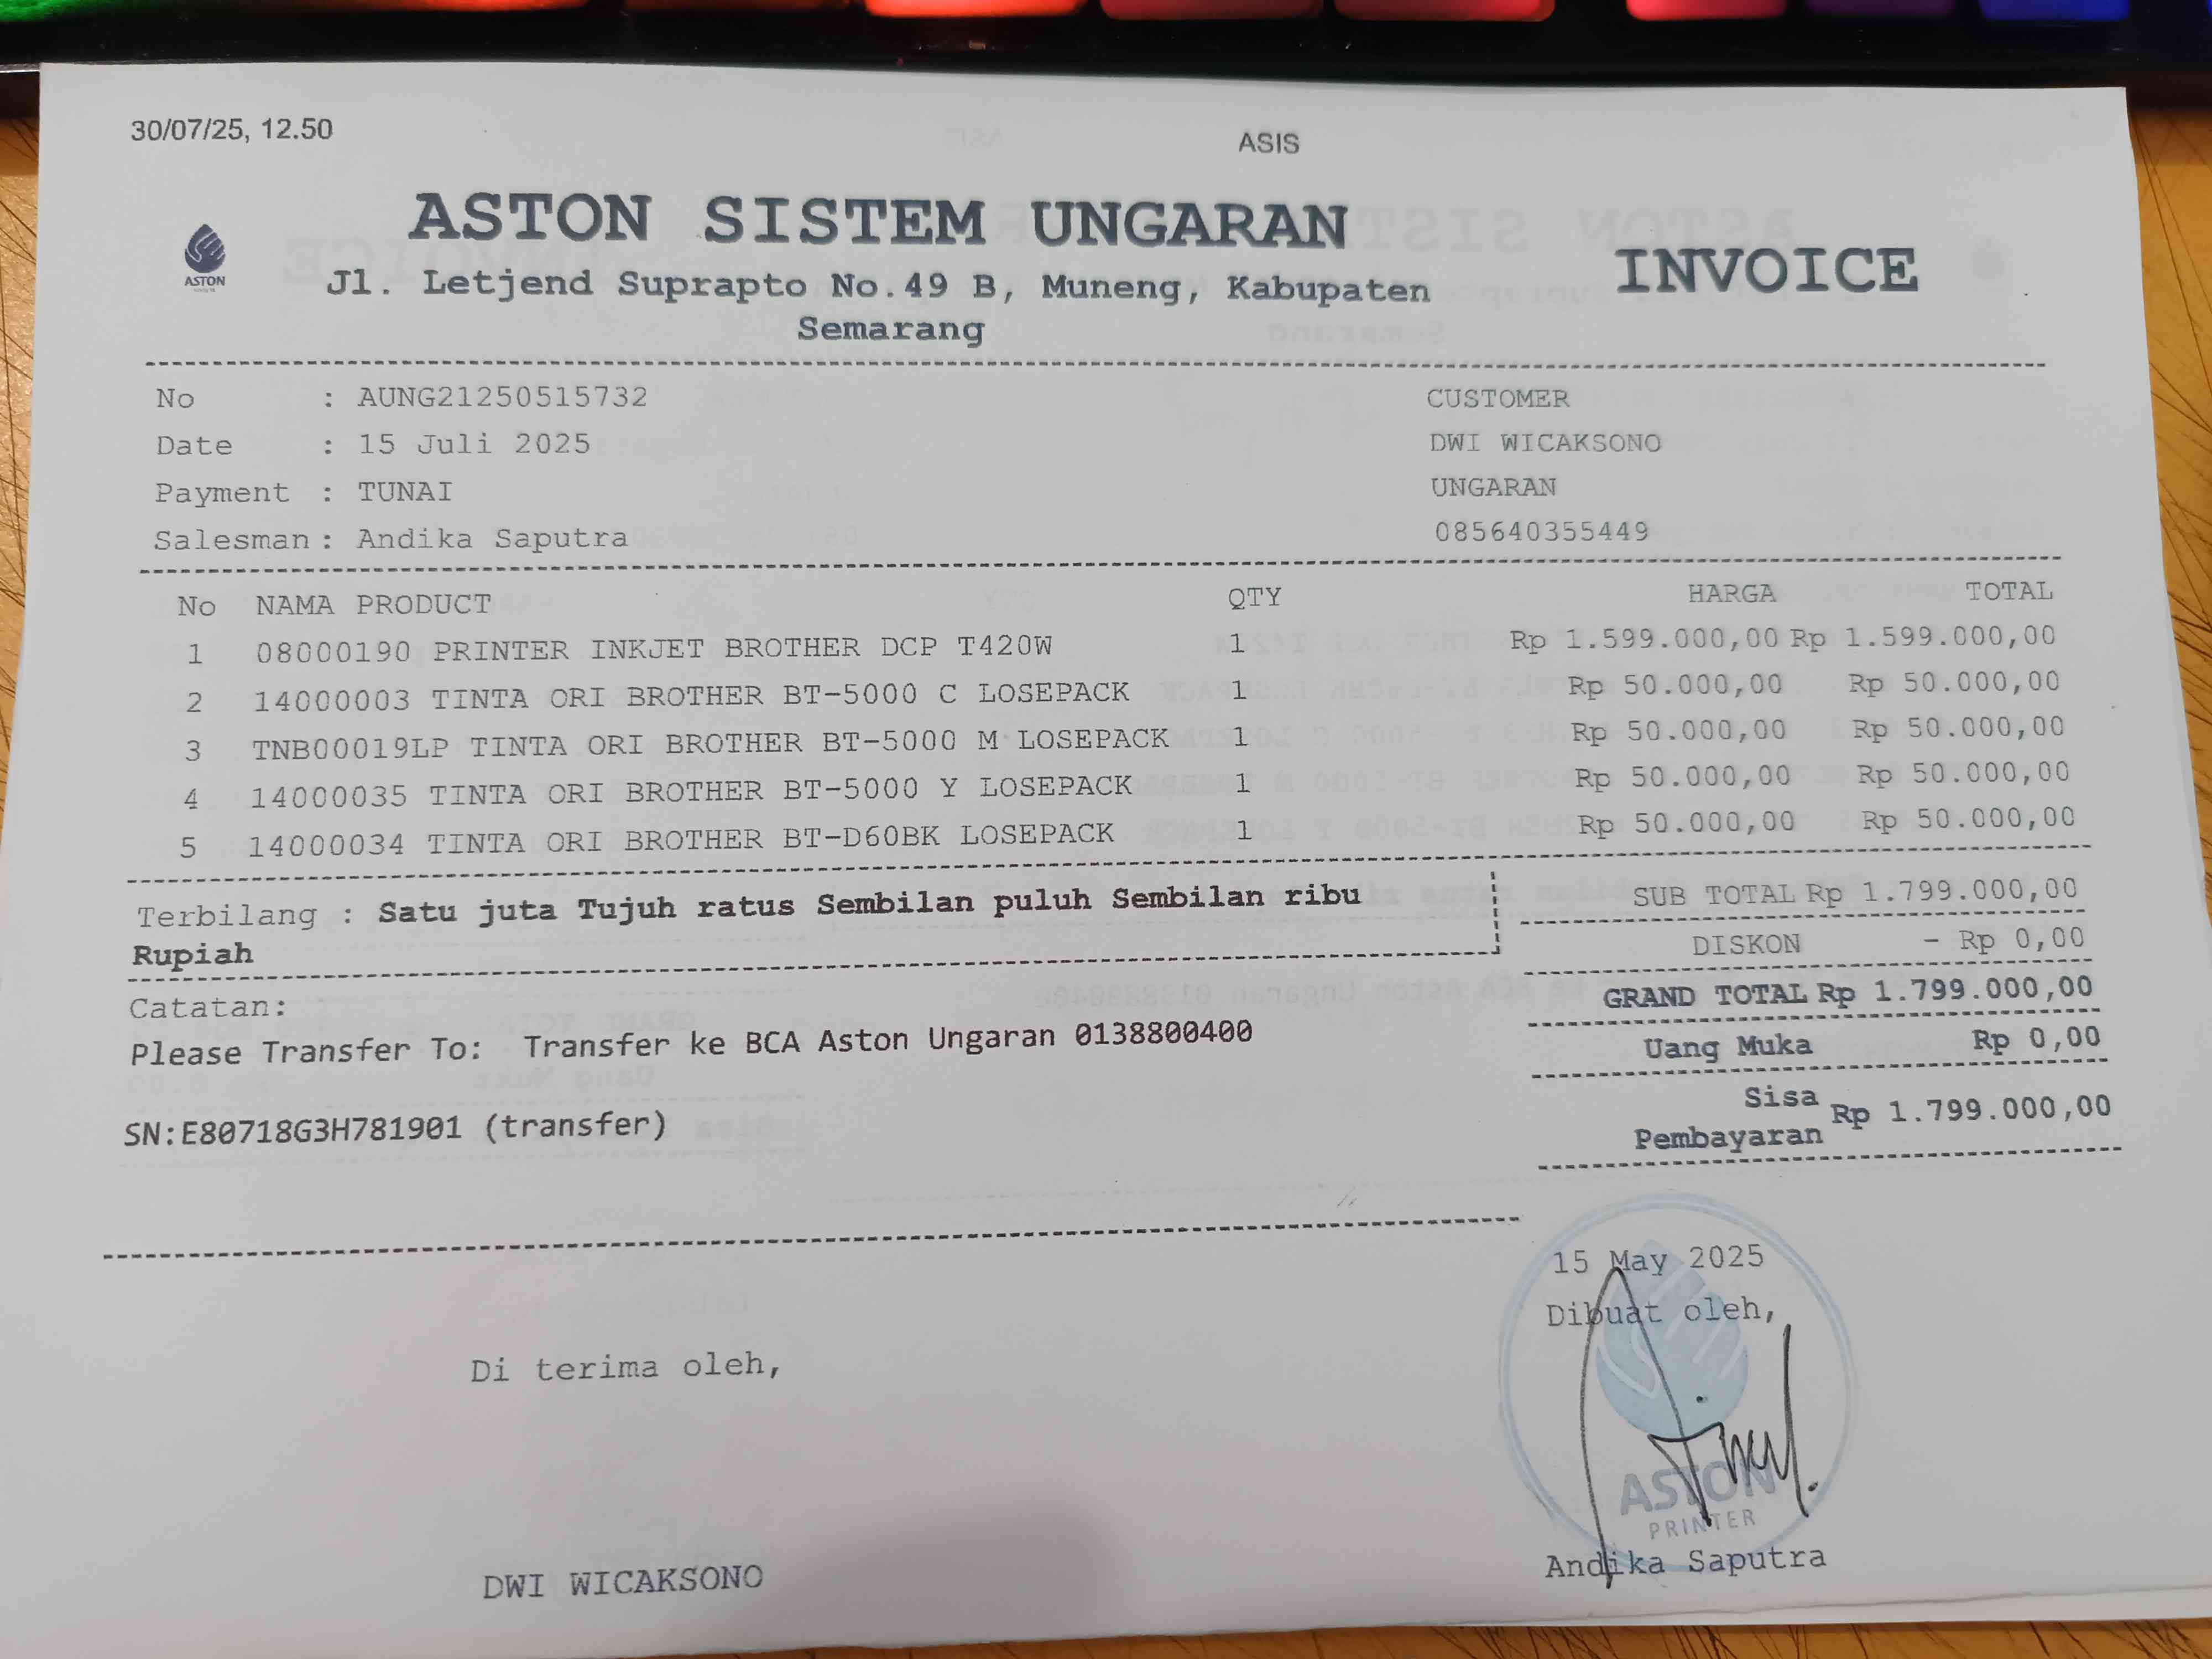 30/07/25, 12.50
ASIS
ASTON SISTEM UNGARAN
INVOICE
ASTON
Jl. Letjend Suprapto No.49 B, Muneng, Kabupaten
Semarang
No : AUNG21250515732
CUSTOMER
Date : 15 Juli 2025
DWI WICAKSONO
Payment : TUNAI
UNGARAN
Salesman : Andika Saputra
085640355449
No NAMA PRODUCT QTY HARGA TOTAL
1 08000190 PRINTER INKJET BROTHER DCP T420W 1 Rp 1.599.000,00 Rp 1.599.000,00
2 14000003 TINTA ORI BROTHER BT-5000 C LOSEPACK 1 Rp 50.000,00 Rp 50.000,00
3 TNB00019LP TINTA ORI BROTHER BT-5000 M LOSEPACK 1 Rp 50.000,00 Rp 50.000,00
4 14000035 TINTA ORI BROTHER BT-5000 Y LOSEPACK 1 Rp 50.000,00 Rp 50.000,00
5 14000034 TINTA ORI BROTHER BT-D60BK LOSEPACK 1 Rp 50.000,00 Rp 50.000,00
Terbilang : Satu juta Tujuh ratus Sembilan puluh Sembilan ribu
Rupiah
SUB TOTAL Rp 1.799.000,00
DISKON - Rp 0,00
GRAND TOTAL Rp 1.799.000,00
Uang Muka Rp 0,00
Sisa
Pembayaran Rp 1.799.000,00
Catatan:
Please Transfer To: Transfer ke BCA Aston Ungaran 0138800400
SN:E80718G3H781901 (transfer)
15 May 2025
Dibuat oleh,
Di terima oleh,
ASTON
PRINTER
Andika Saputra
DWI WICAKSONO